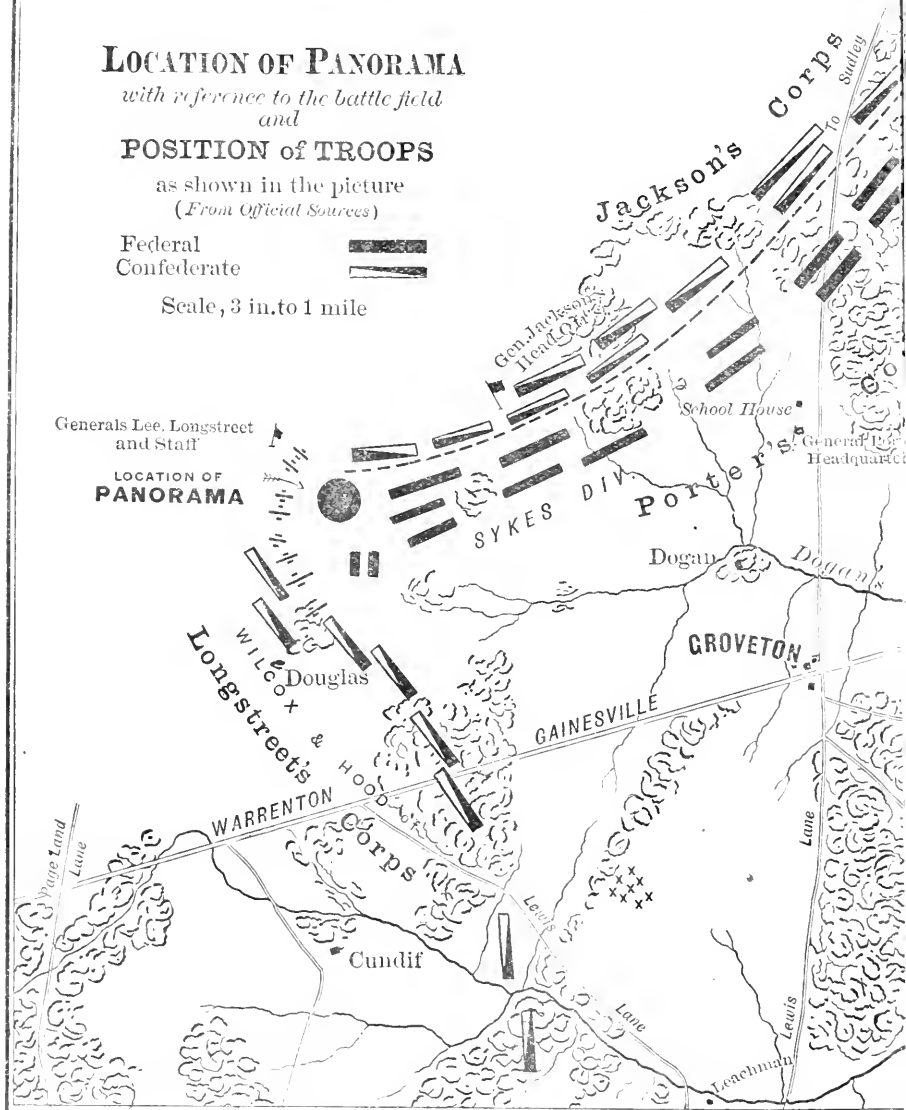 LOCATION OF PANORAMA
with reference to the battle field
and
POSITION of TROOPS
as shown in the picture
(From Official Sources)
Federal
Confederate
Scale, 3 in. to 1 mile
Jackson's Corps
To Sudley
Gen. Jackson
Head Qtrs
Generals Lee, Longstreet
and Staff
LOCATION OF
PANORAMA
School House
General
Headquart
SYKES DIV.
Porter's
Co
Dogan
Dogan's
GROVETON
Longstreet's
Corps
WILCOX & HOOD
Douglas
WARRENTON
GAINESVILLE
Page Land
Lane
Cundif
Lewis
Lane
Lane
Lewis
Leachman